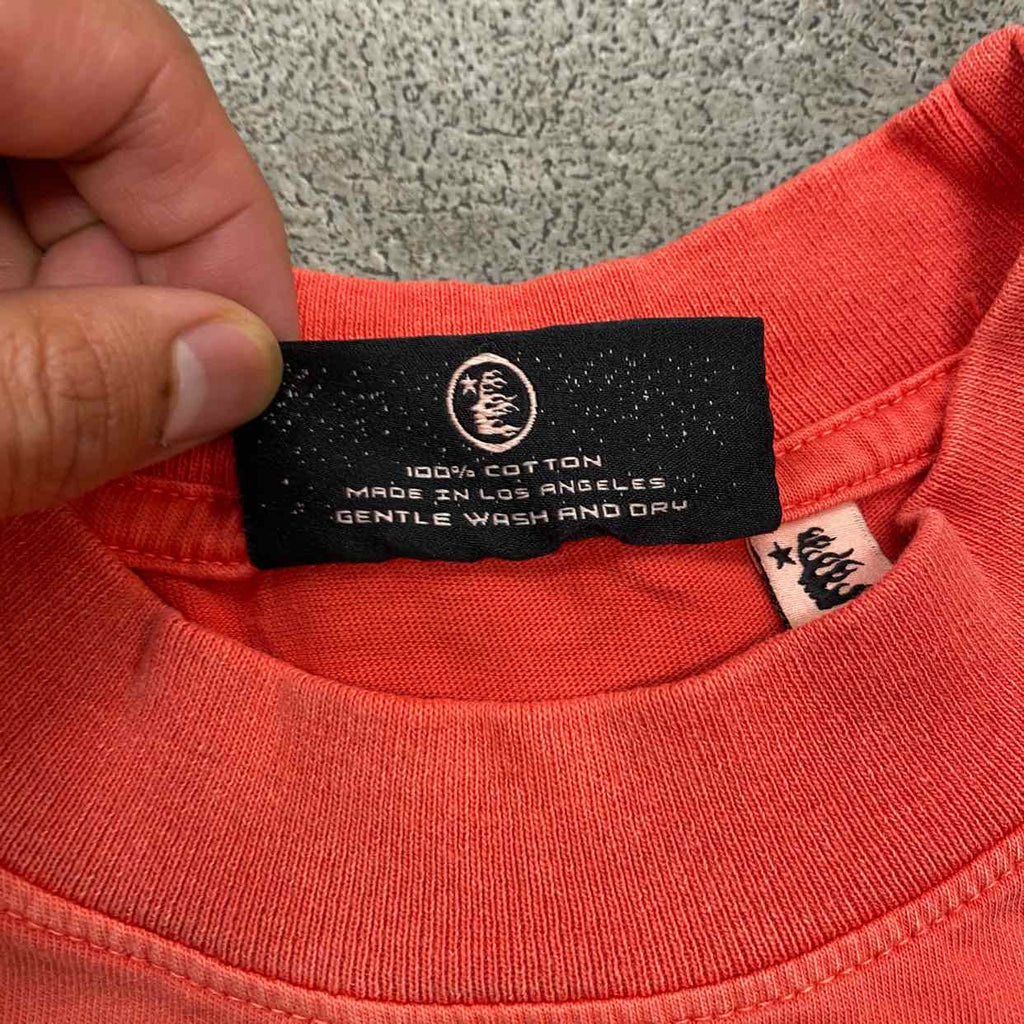 100% COTTON
MADE IN LOS ANGELES
GENTLE WASH AND DRY